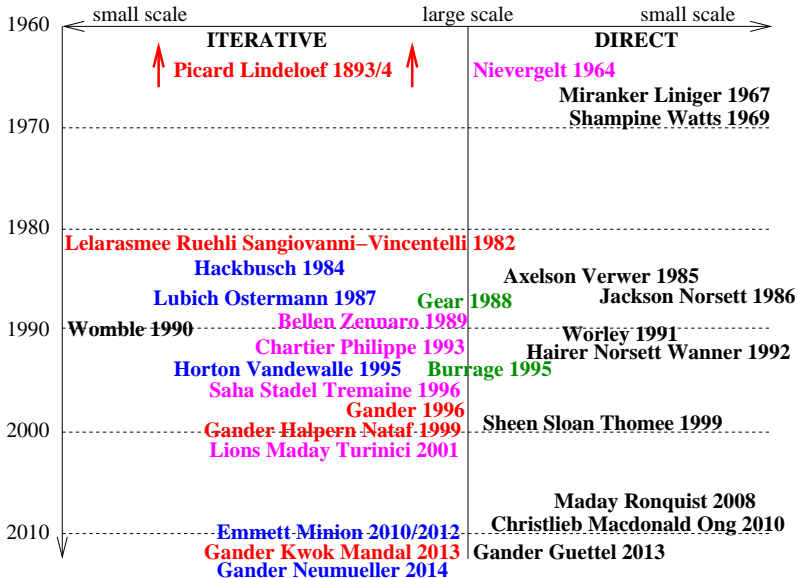 small scale large scale small scale
1960
ITERATIVE DIRECT
Picard Lindeloef 1893/4 Nievergelt 1964
Miranker Liniger 1967
Shampine Watts 1969
1970
1980
Lelarasmee Ruehli Sangiovanni−Vincentelli 1982
Hackbusch 1984
Axelson Verwer 1985
Lubich Ostermann 1987 Gear 1988 Jackson Norsett 1986
Bellen Zennaro 1989
1990 Womble 1990 Worley 1991
Chartier Philippe 1993 Hairer Norsett Wanner 1992
Horton Vandewalle 1995 Burrage 1995
Saha Stadel Tremaine 1996
Gander 1996
Sheen Sloan Thomee 1999
2000 Gander Halpern Nataf 1999
Lions Maday Turinici 2001
Maday Ronquist 2008
Christlieb Macdonald Ong 2010
2010 Emmett Minion 2010/2012
Gander Kwok Mandal 2013 Gander Guettel 2013
Gander Neumueller 2014